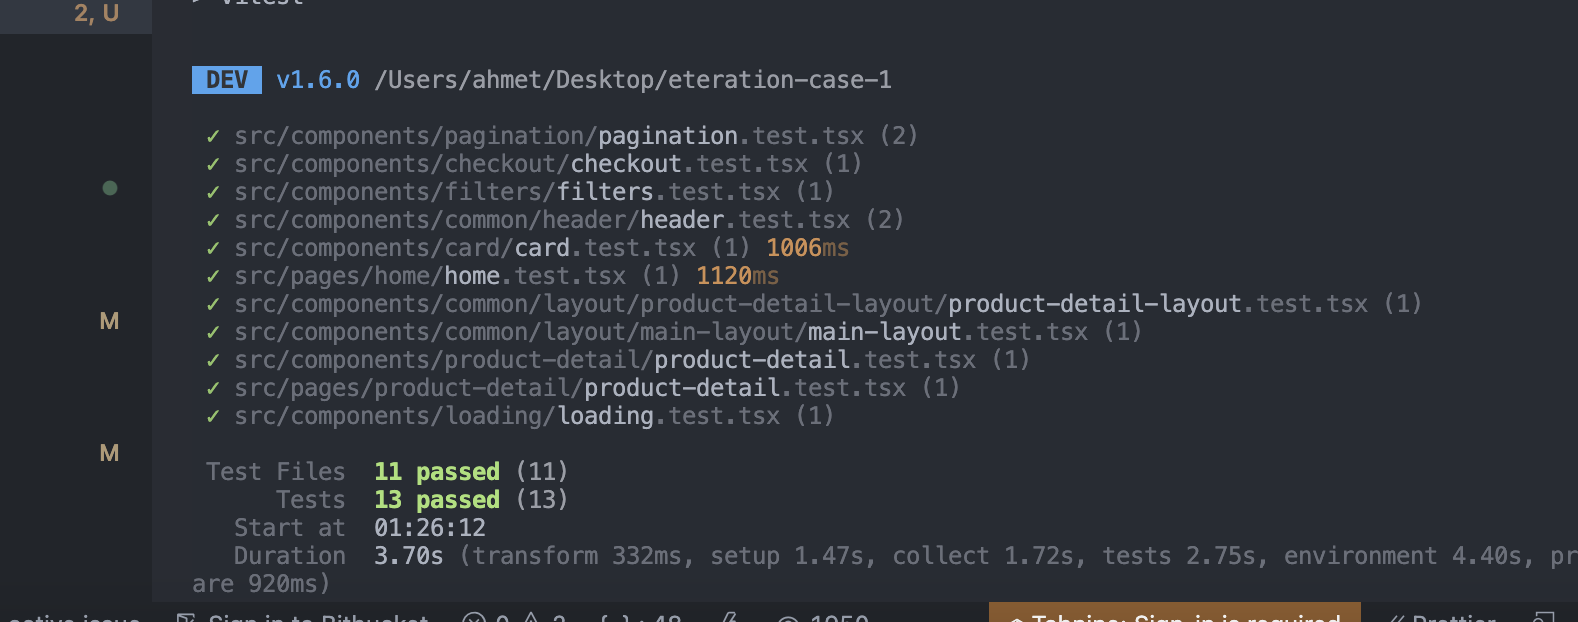 2, U
> vitest
DEV v1.6.0 /Users/ahmet/Desktop/eteration-case-1
✓ src/components/pagination/pagination.test.tsx (2)
✓ src/components/checkout/checkout.test.tsx (1)
✓ src/components/filters/filters.test.tsx (1)
✓ src/components/common/header/header.test.tsx (2)
✓ src/components/card/card.test.tsx (1) 1006ms
✓ src/pages/home/home.test.tsx (1) 1120ms
M
✓ src/components/common/layout/product-detail-layout/product-detail-layout.test.tsx (1)
✓ src/components/common/layout/main-layout/main-layout.test.tsx (1)
✓ src/components/product-detail/product-detail.test.tsx (1)
✓ src/pages/product-detail/product-detail.test.tsx (1)
✓ src/components/loading/loading.test.tsx (1)
M
Test Files 11 passed (11)
Tests 13 passed (13)
Start at 01:26:12
Duration 3.70s (transform 332ms, setup 1.47s, collect 1.72s, tests 2.75s, environment 4.40s, pr
are 920ms)
active issue Sign in to Bitbucket 0 2 { } : 48 1950 Tabnine: Sign-in is required Prettier